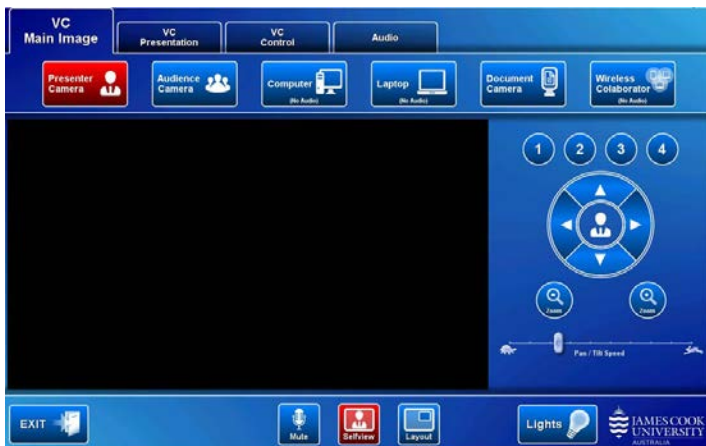 VC
Main Image
VC
Presentation
VC
Control
Audio
Presenter
Camera
Audience
Camera
Computer
(No Audio)
Laptop
(No Audio)
Document
Camera
Wireless
Colaborator
(No Audio)
1 2 3 4
Zoom
Zoom
Pan / Tilt Speed
EXIT
Mute
Selfview
Layout
Lights
JAMES COOK
UNIVERSITY
AUSTRALIA